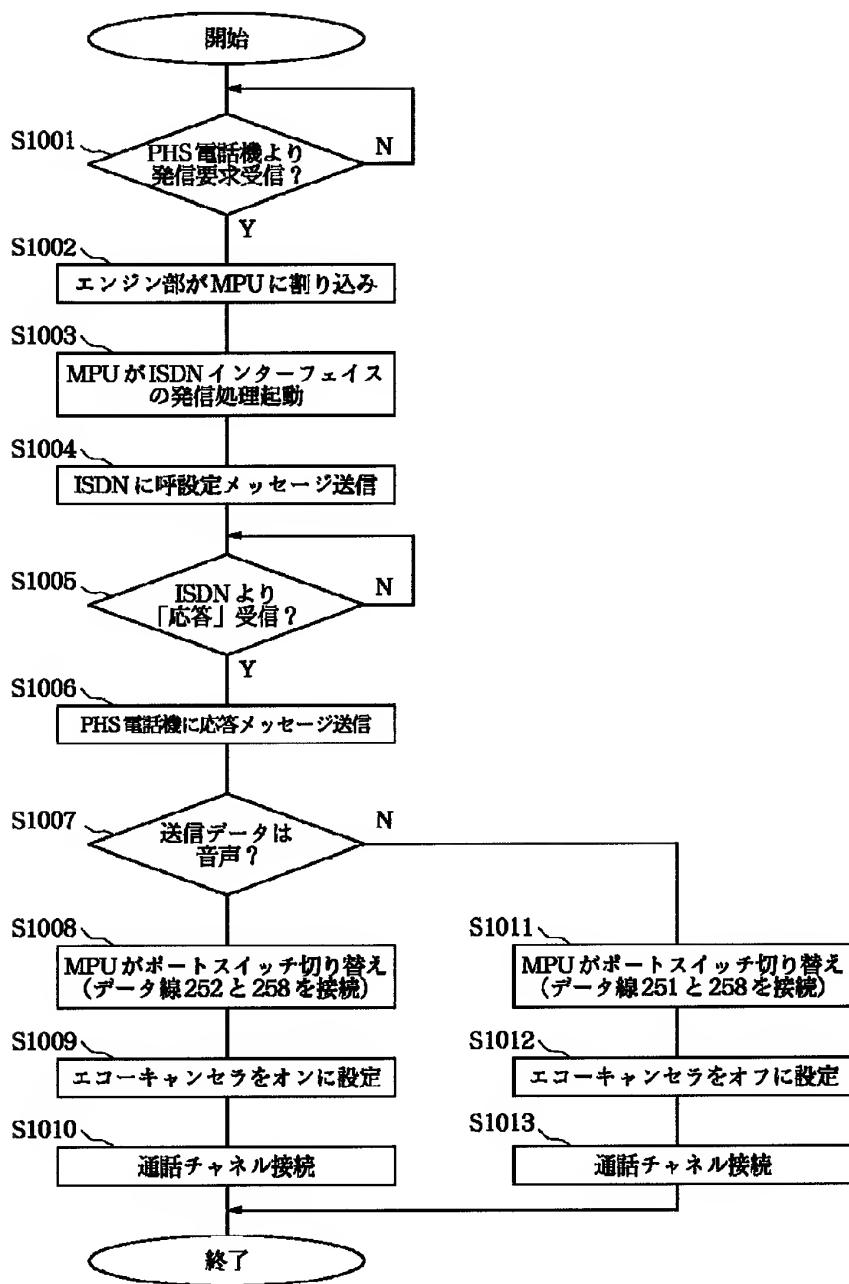 開始
S1001
PHS電話機より
発信要求受信?
N
Y
S1002
エンジン部がMPUに割り込み
S1003
MPUがISDNインターフェイス
の発信処理起動
S1004
ISDNに呼設定メッセージ送信
S1005
ISDNより
「応答」受信?
N
Y
S1006
PHS電話機に応答メッセージ送信
S1007
送信データは
音声?
N
Y
S1008
MPUがポートスイッチ切り替え
(データ線252と258を接続)
S1009
エコーキャンセラをオンに設定
S1010
通話チャネル接続
S1011
MPUがポートスイッチ切り替え
(データ線251と258を接続)
S1012
エコーキャンセラをオフに設定
S1013
通話チャネル接続
終了